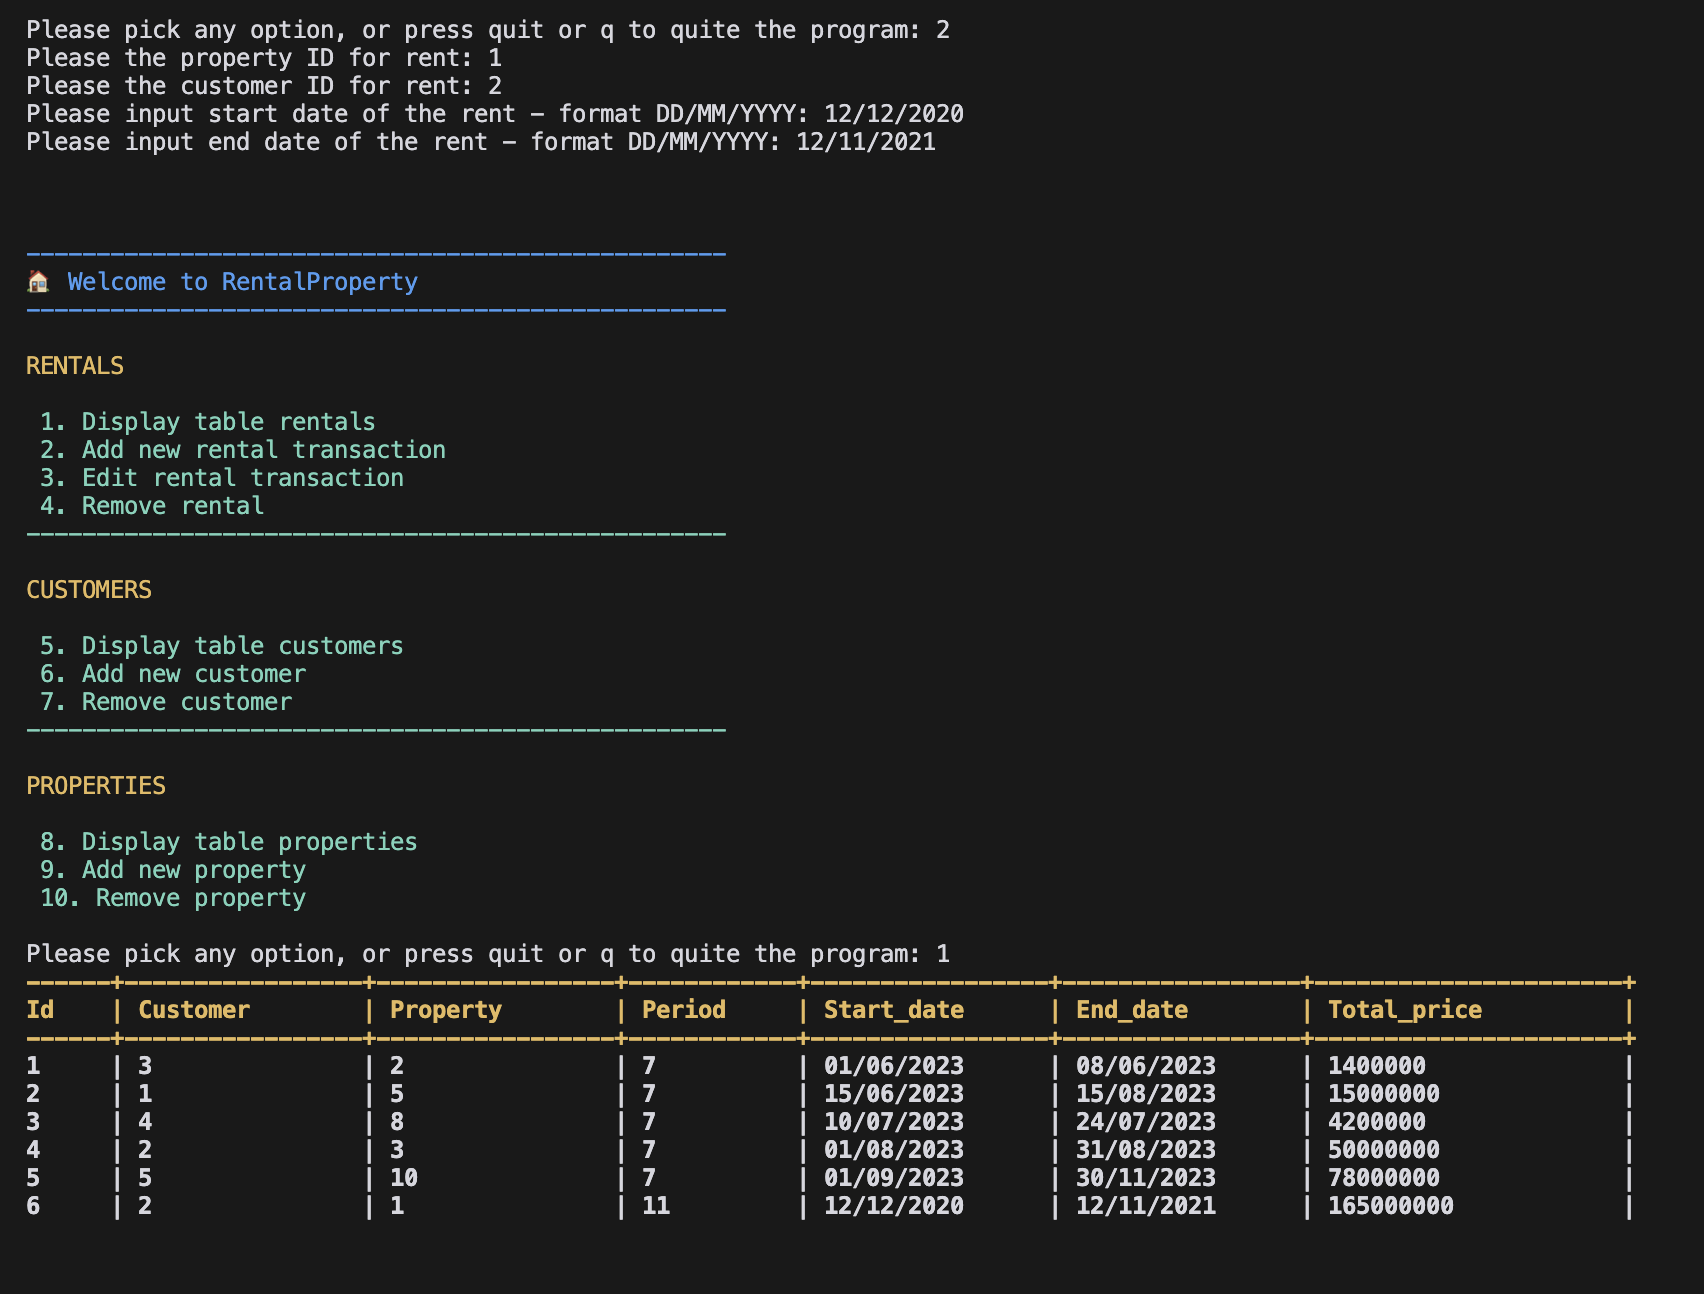 Please pick any option, or press quit or q to quite the program: 2
Please the property ID for rent: 1
Please the customer ID for rent: 2
Please input start date of the rent – format DD/MM/YYYY: 12/12/2020
Please input end date of the rent – format DD/MM/YYYY: 12/11/2021
--------------------------------------------------
🏠 Welcome to RentalProperty
--------------------------------------------------
RENTALS
1. Display table rentals
2. Add new rental transaction
3. Edit rental transaction
4. Remove rental
--------------------------------------------------
CUSTOMERS
5. Display table customers
6. Add new customer
7. Remove customer
--------------------------------------------------
PROPERTIES
8. Display table properties
9. Add new property
10. Remove property
Please pick any option, or press quit or q to quite the program: 1
------+-----------------+-----------------+------------+-----------------+-----------------+----------------------+
Id    | Customer        | Property        | Period     | Start_date      | End_date        | Total_price          |
------+-----------------+-----------------+------------+-----------------+-----------------+----------------------+
1     | 3               | 2               | 7          | 01/06/2023      | 08/06/2023      | 1400000              |
2     | 1               | 5               | 7          | 15/06/2023      | 15/08/2023      | 15000000             |
3     | 4               | 8               | 7          | 10/07/2023      | 24/07/2023      | 4200000              |
4     | 2               | 3               | 7          | 01/08/2023      | 31/08/2023      | 50000000             |
5     | 5               | 10              | 7          | 01/09/2023      | 30/11/2023      | 78000000             |
6     | 2               | 1               | 11         | 12/12/2020      | 12/11/2021      | 165000000            |